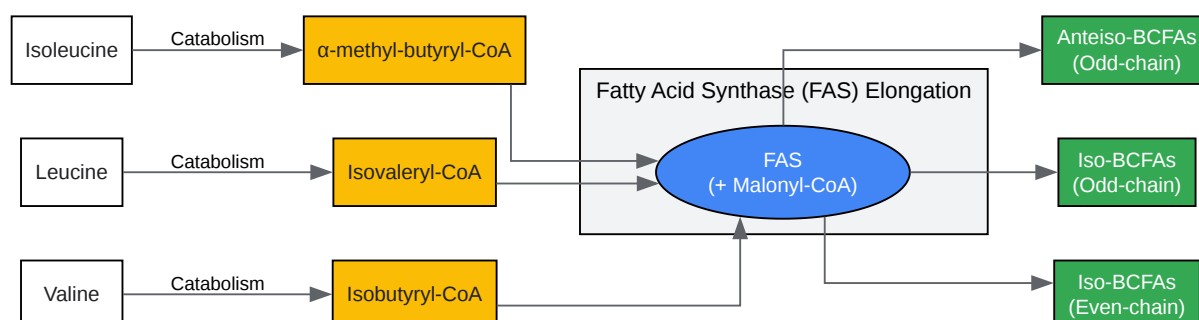 Isoleucine
Catabolism
α-methyl-butyryl-CoA
Anteiso-BCFAs
(Odd-chain)
Fatty Acid Synthase (FAS) Elongation
Leucine
Catabolism
Isovaleryl-CoA
FAS
(+ Malonyl-CoA)
Iso-BCFAs
(Odd-chain)
Valine
Catabolism
Isobutyryl-CoA
Iso-BCFAs
(Even-chain)